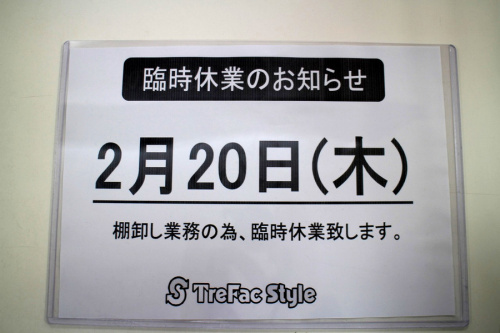 臨時休業のお知らせ
2月20日(木)
棚卸し業務の為、臨時休業致します。
TreFac Style